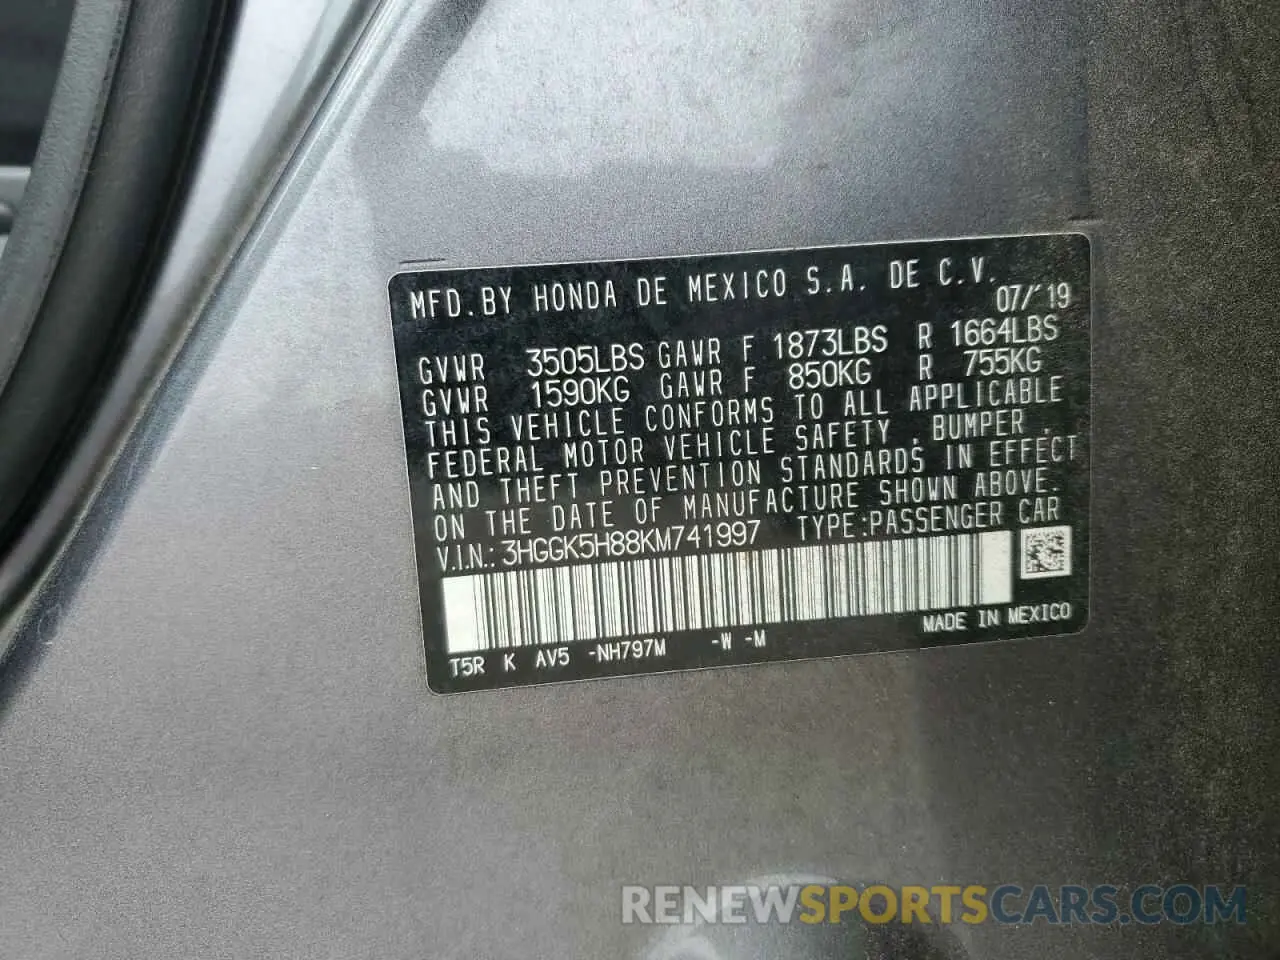 MFD.BY HONDA DE MEXICO S.A. DE C.V.
07/'19
GVWR 3505LBS GAWR F 1873LBS R 1664LBS
GVWR 1590KG GAWR F 850KG R 755KG
THIS VEHICLE CONFORMS TO ALL APPLICABLE
FEDERAL MOTOR VEHICLE SAFETY , BUMPER ,
AND THEFT PREVENTION STANDARDS IN EFFECT
ON THE DATE OF MANUFACTURE SHOWN ABOVE.
V.I.N.: 3HGGK5H88KM741997 TYPE:PASSENGER CAR
MADE IN MEXICO
T5R K AV5 -NH797M -W -M
RENEWSPORTSCARS.COM